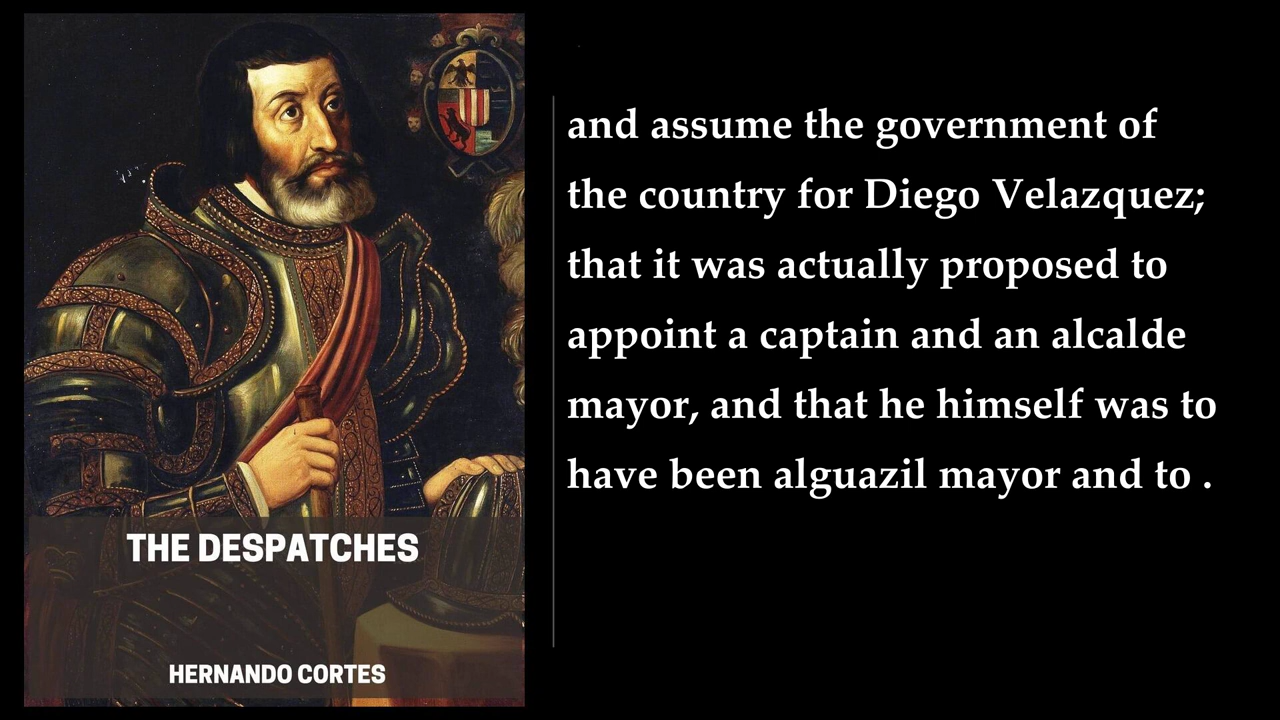 THE DESPATCHES
HERNANDO CORTES
and assume the government of
the country for Diego Velazquez;
that it was actually proposed to
appoint a captain and an alcalde
mayor, and that he himself was to
have been alguazil mayor and to .